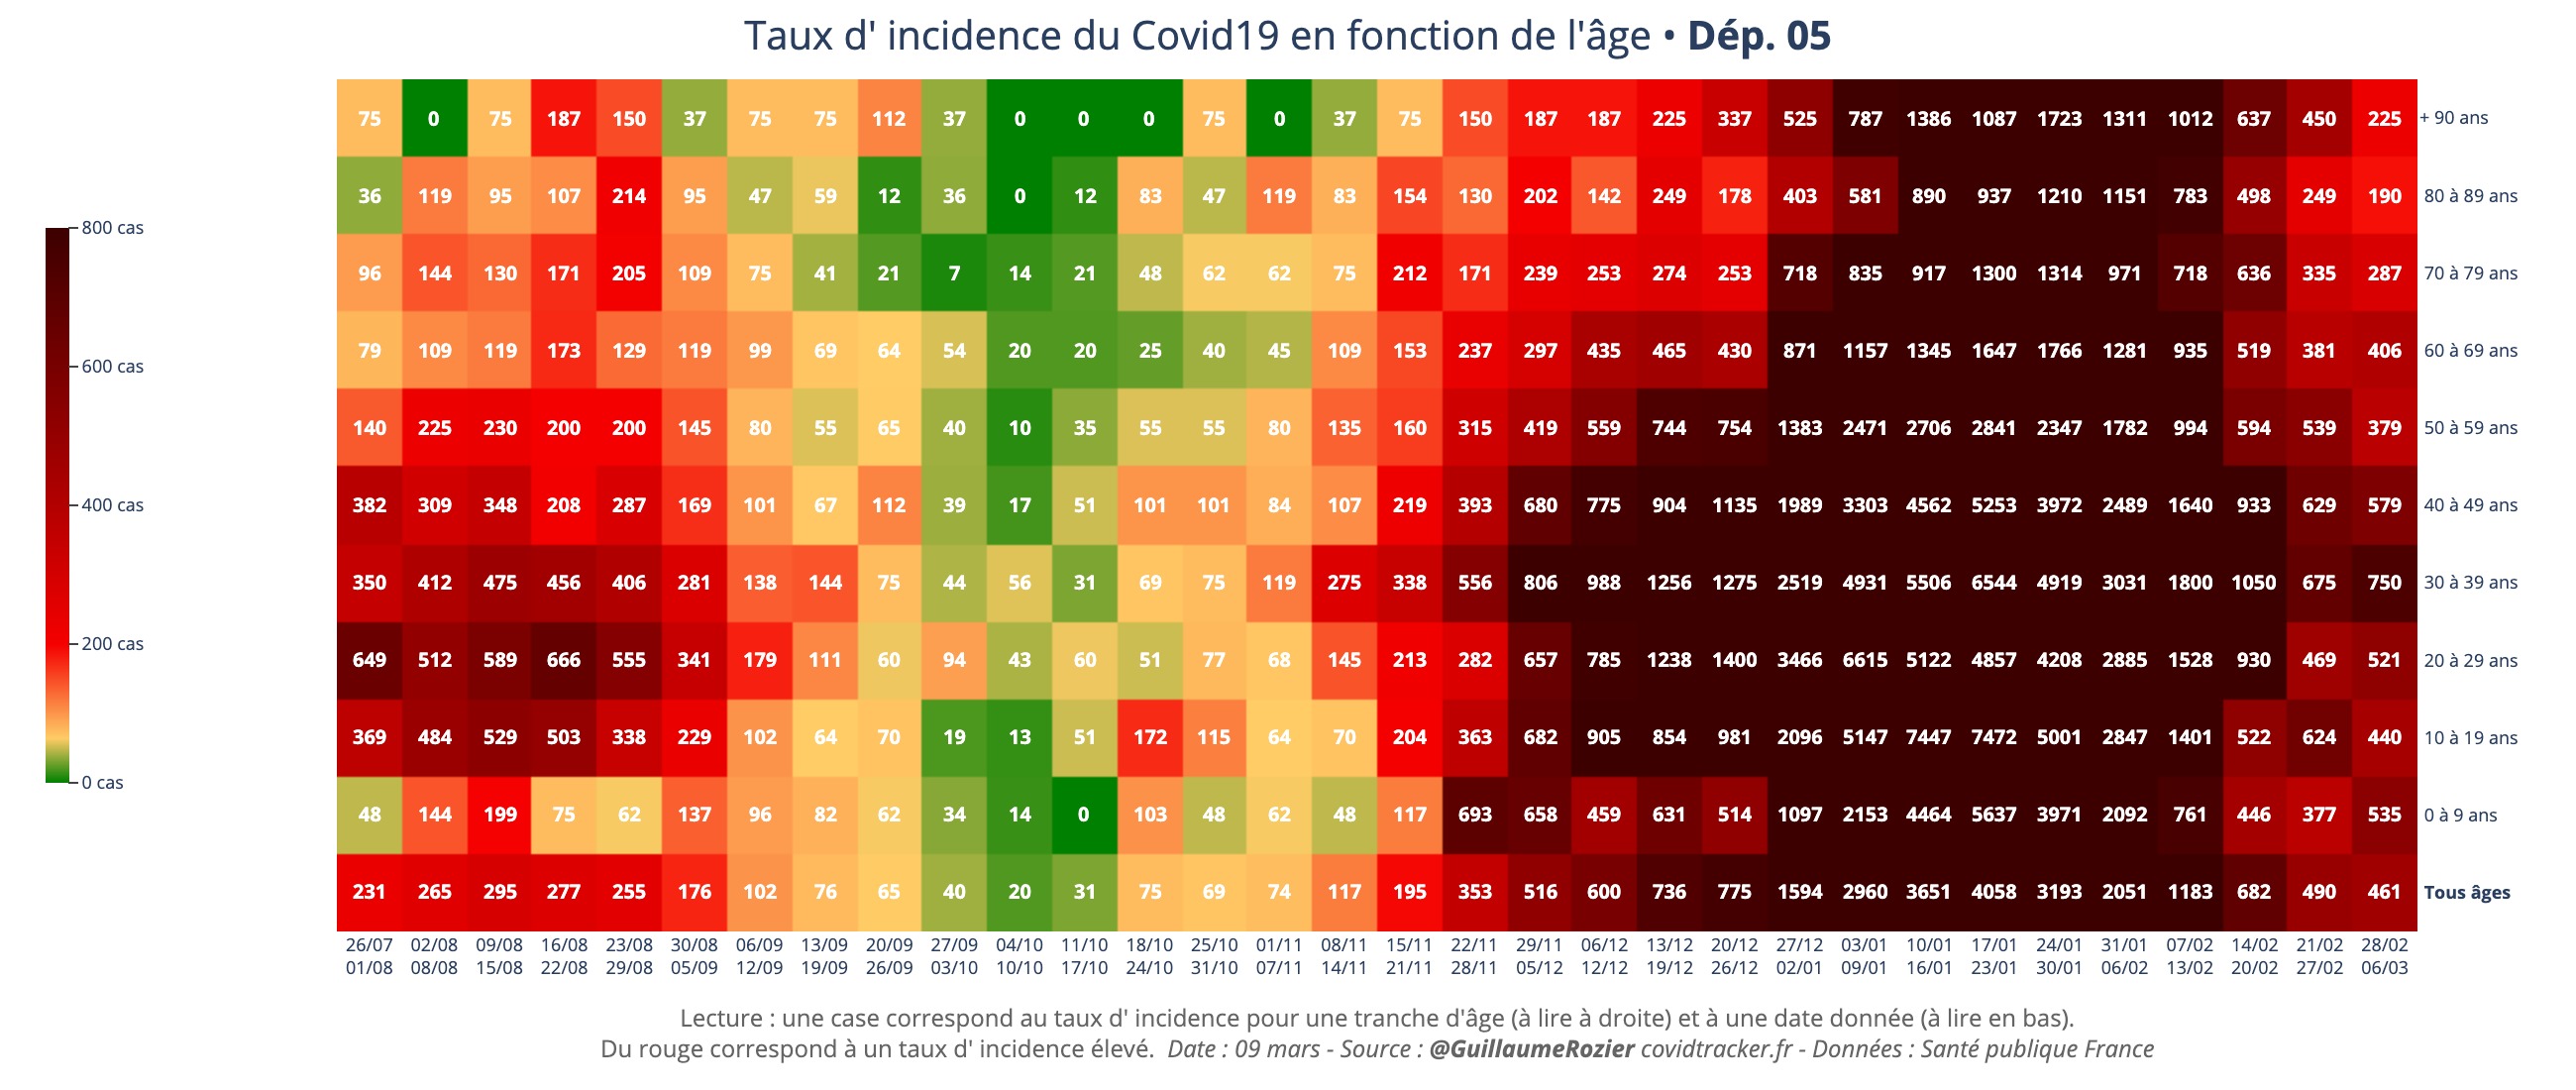 Taux d' incidence du Covid19 en fonction de l'âge • Dép. 05
75 0 75 187 150 37 75 75 112 37 0 0 0 75 0 37 75 150 187 187 225 337 525 787 1386 1087 1723 1311 1012 637 450 225 + 90 ans
36 119 95 107 214 95 47 59 12 36 0 12 83 47 119 83 154 130 202 142 249 178 403 581 890 937 1210 1151 783 498 249 190 80 à 89 ans
800 cas
96 144 130 171 205 109 75 41 21 7 14 21 48 62 62 75 212 171 239 253 274 253 718 835 917 1300 1314 971 718 636 335 287 70 à 79 ans
79 109 119 173 129 119 99 69 64 54 20 20 25 40 45 109 153 237 297 435 465 430 871 1157 1345 1647 1766 1281 935 519 381 406 60 à 69 ans
600 cas
140 225 230 200 200 145 80 55 65 40 10 35 55 55 80 135 160 315 419 559 744 754 1383 2471 2706 2841 2347 1782 994 594 539 379 50 à 59 ans
400 cas
382 309 348 208 287 169 101 67 112 39 17 51 101 101 84 107 219 393 680 775 904 1135 1989 3303 4562 5253 3972 2489 1640 933 629 579 40 à 49 ans
350 412 475 456 406 281 138 144 75 44 56 31 69 75 119 275 338 556 806 988 1256 1275 2519 4931 5506 6544 4919 3031 1800 1050 675 750 30 à 39 ans
200 cas
649 512 589 666 555 341 179 111 60 94 43 60 51 77 68 145 213 282 657 785 1238 1400 3466 6615 5122 4857 4208 2885 1528 930 469 521 20 à 29 ans
369 484 529 503 338 229 102 64 70 19 13 51 172 115 64 70 204 363 682 905 854 981 2096 5147 7447 7472 5001 2847 1401 522 624 440 10 à 19 ans
0 cas
48 144 199 75 62 137 96 82 62 34 14 0 103 48 62 48 117 693 658 459 631 514 1097 2153 4464 5637 3971 2092 761 446 377 535 0 à 9 ans
231 265 295 277 255 176 102 76 65 40 20 31 75 69 74 117 195 353 516 600 736 775 1594 2960 3651 4058 3193 2051 1183 682 490 461 Tous âges
26/07 02/08 09/08 16/08 23/08 30/08 06/09 13/09 20/09 27/09 04/10 11/10 18/10 25/10 01/11 08/11 15/11 22/11 29/11 06/12 13/12 20/12 27/12 03/01 10/01 17/01 24/01 31/01 07/02 14/02 21/02 28/02
01/08 08/08 15/08 22/08 29/08 05/09 12/09 19/09 26/09 03/10 10/10 17/10 24/10 31/10 07/11 14/11 21/11 28/11 05/12 12/12 19/12 26/12 02/01 09/01 16/01 23/01 30/01 06/02 13/02 20/02 27/02 06/03
Lecture : une case correspond au taux d' incidence pour une tranche d'âge (à lire à droite) et à une date donnée (à lire en bas).
Du rouge correspond à un taux d' incidence élevé. Date : 09 mars - Source : @GuillaumeRozier covidtracker.fr - Données : Santé publique France